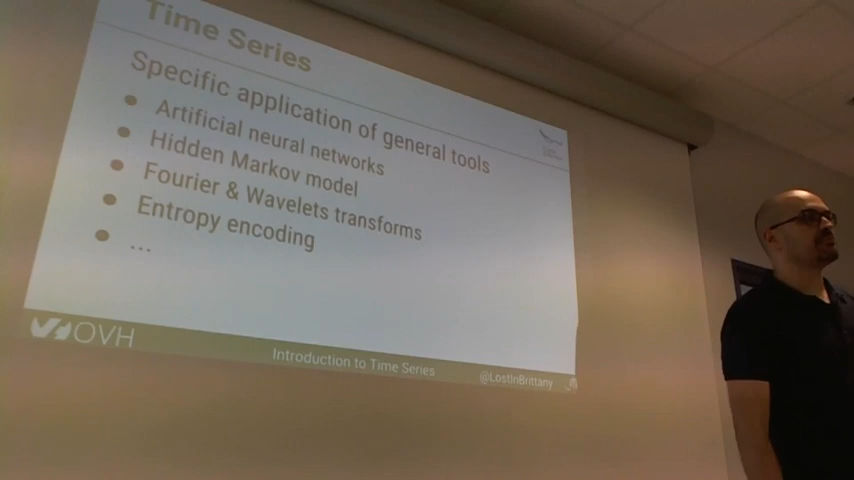 Time Series
Specific application of general tools
● Artificial neural networks
● Hidden Markov model
● Fourier & Wavelets transforms
● Entropy encoding
● ...
OVH
Introduction to Time Series
@LostInBrittany